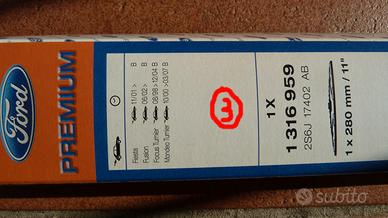 Ford
PREMIUM
Fiesta 11/01 > B
Fusion 06/02 > B
Focus Turnier 08/98 > 12/04 B
Mondeo Turnier 10/00 > 03/07 B
3
1X
1 316 959
2S6J 17402 AB
1 x 280 mm / 11"
subito